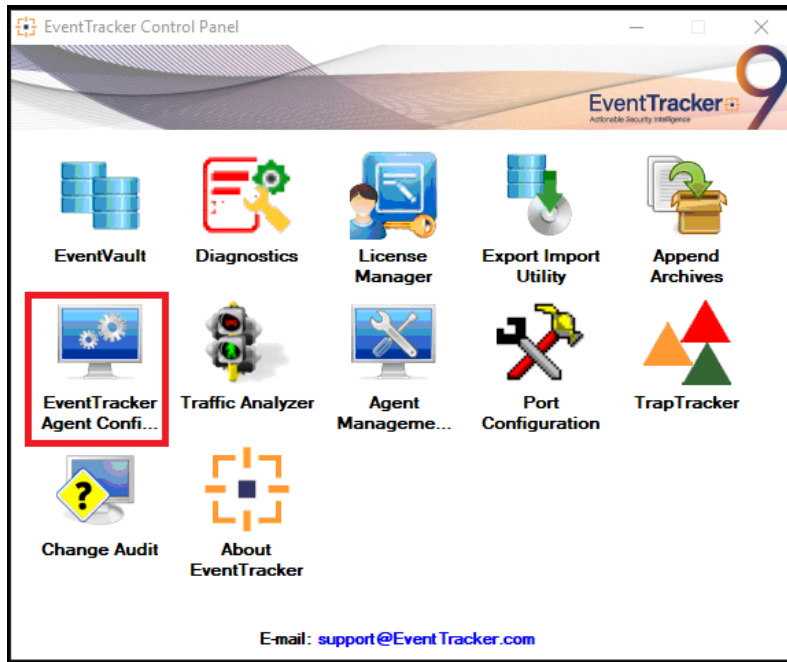 EventTracker Control Panel
EventTracker 9
Actionable Security Intelligence
EventVault
Diagnostics
License
Manager
Export Import
Utility
Append
Archives
EventTracker
Agent Confi...
Traffic Analyzer
Agent
Manageme...
Port
Configuration
TrapTracker
?
Change Audit
About
EventTracker
E-mail: support@EventTracker.com